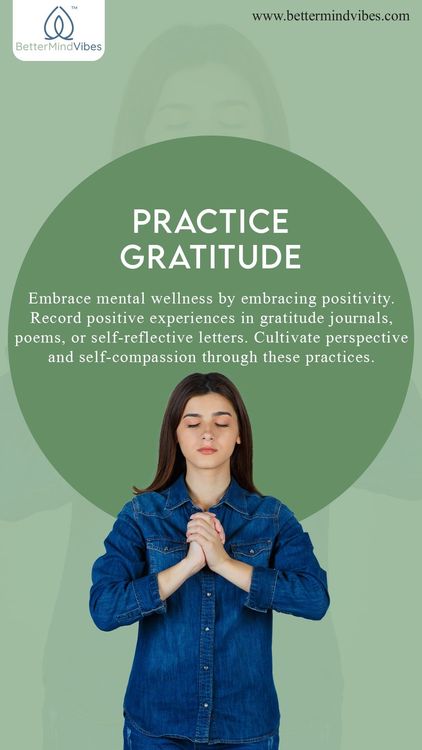 www.bettermindvibes.com
TM
BetterMindVibes
PRACTICE
GRATITUDE
Embrace mental wellness by embracing positivity.
Record positive experiences in gratitude journals,
poems, or self-reflective letters. Cultivate perspective
and self-compassion through these practices.